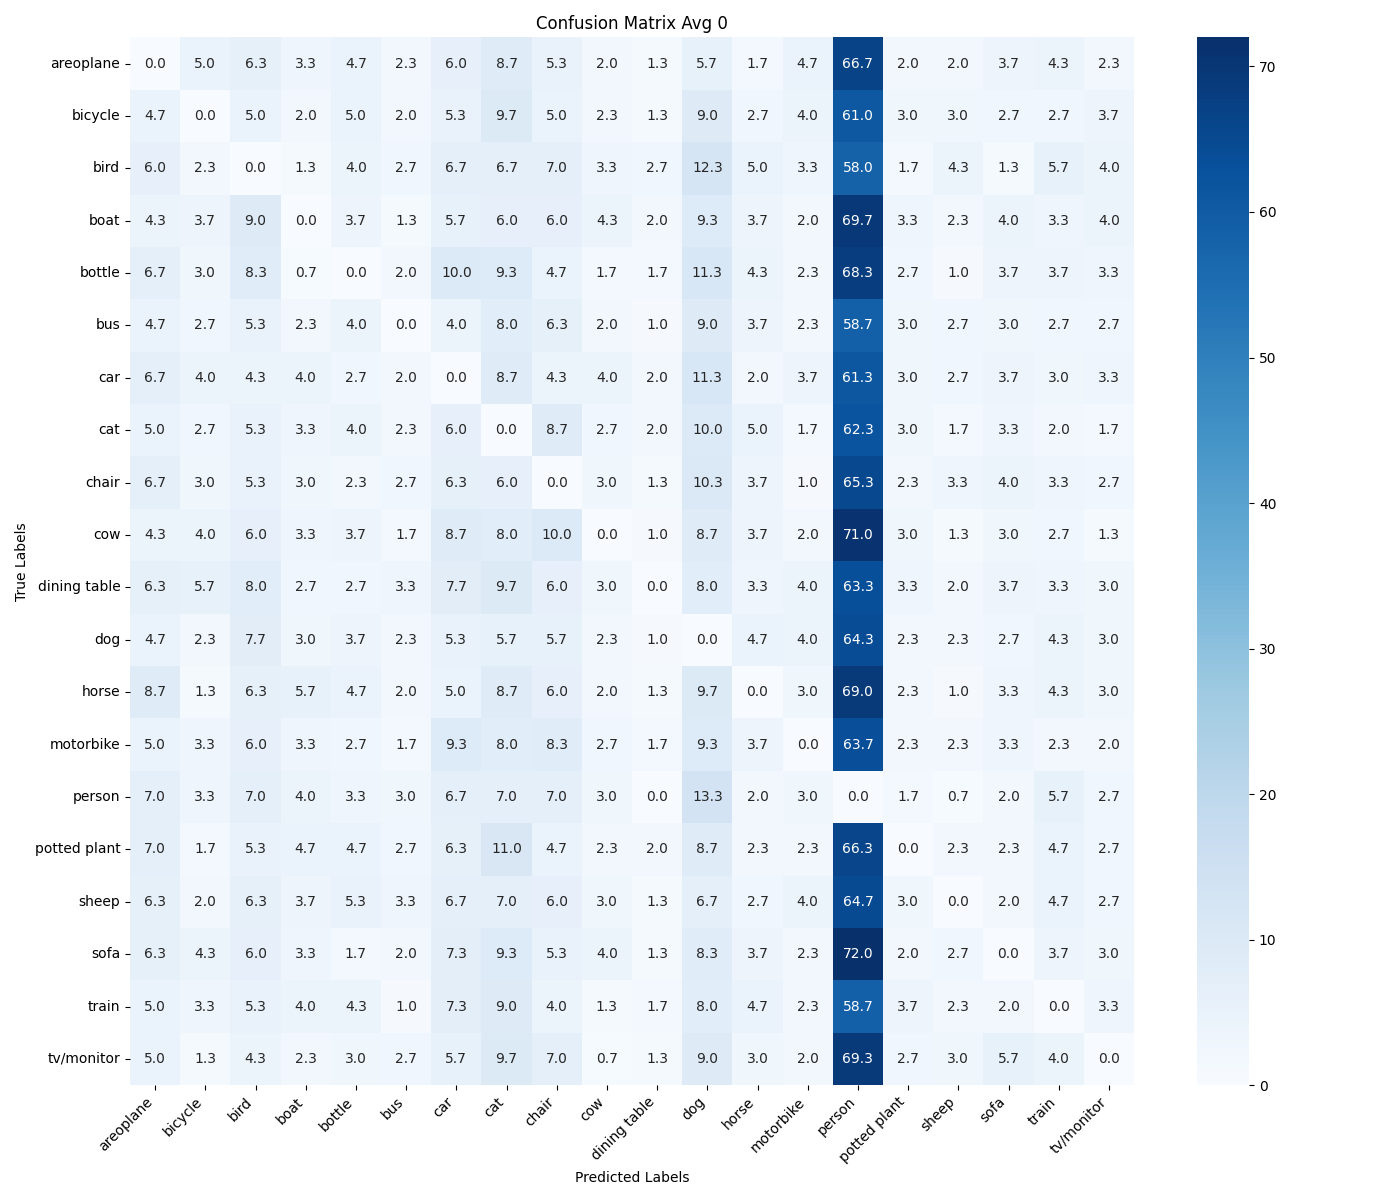 Confusion Matrix Avg 0
areoplane 0.0 5.0 6.3 3.3 4.7 2.3 6.0 8.7 5.3 2.0 1.3 5.7 1.7 4.7 66.7 2.0 2.0 3.7 4.3 2.3
bicycle 4.7 0.0 5.0 2.0 5.0 2.0 5.3 9.7 5.0 2.3 1.3 9.0 2.7 4.0 61.0 3.0 3.0 2.7 2.7 3.7
bird 6.0 2.3 0.0 1.3 4.0 2.7 6.7 6.7 7.0 3.3 2.7 12.3 5.0 3.3 58.0 1.7 4.3 1.3 5.7 4.0
boat 4.3 3.7 9.0 0.0 3.7 1.3 5.7 6.0 6.0 4.3 2.0 9.3 3.7 2.0 69.7 3.3 2.3 4.0 3.3 4.0
bottle 6.7 3.0 8.3 0.7 0.0 2.0 10.0 9.3 4.7 1.7 1.7 11.3 4.3 2.3 68.3 2.7 1.0 3.7 3.7 3.3
bus 4.7 2.7 5.3 2.3 4.0 0.0 4.0 8.0 6.3 2.0 1.0 9.0 3.7 2.3 58.7 3.0 2.7 3.0 2.7 2.7
car 6.7 4.0 4.3 4.0 2.7 2.0 0.0 8.7 4.3 4.0 2.0 11.3 2.0 3.7 61.3 3.0 2.7 3.7 3.0 3.3
cat 5.0 2.7 5.3 3.3 4.0 2.3 6.0 0.0 8.7 2.7 2.0 10.0 5.0 1.7 62.3 3.0 1.7 3.3 2.0 1.7
chair 6.7 3.0 5.3 3.0 2.3 2.7 6.3 6.0 0.0 3.0 1.3 10.3 3.7 1.0 65.3 2.3 3.3 4.0 3.3 2.7
cow 4.3 4.0 6.0 3.3 3.7 1.7 8.7 8.0 10.0 0.0 1.0 8.7 3.7 2.0 71.0 3.0 1.3 3.0 2.7 1.3
dining table 6.3 5.7 8.0 2.7 2.7 3.3 7.7 9.7 6.0 3.0 0.0 8.0 3.3 4.0 63.3 3.3 2.0 3.7 3.3 3.0
dog 4.7 2.3 7.7 3.0 3.7 2.3 5.3 5.7 5.7 2.3 1.0 0.0 4.7 4.0 64.3 2.3 2.3 2.7 4.3 3.0
horse 8.7 1.3 6.3 5.7 4.7 2.0 5.0 8.7 6.0 2.0 1.3 9.7 0.0 3.0 69.0 2.3 1.0 3.3 4.3 3.0
motorbike 5.0 3.3 6.0 3.3 2.7 1.7 9.3 8.0 8.3 2.7 1.7 9.3 3.7 0.0 63.7 2.3 2.3 3.3 2.3 2.0
person 7.0 3.3 7.0 4.0 3.3 3.0 6.7 7.0 7.0 3.0 0.0 13.3 2.0 3.0 0.0 1.7 0.7 2.0 5.7 2.7
potted plant 7.0 1.7 5.3 4.7 4.7 2.7 6.3 11.0 4.7 2.3 2.0 8.7 2.3 2.3 66.3 0.0 2.3 2.3 4.7 2.7
sheep 6.3 2.0 6.3 3.7 5.3 3.3 6.7 7.0 6.0 3.0 1.3 6.7 2.7 4.0 64.7 3.0 0.0 2.0 4.7 2.7
sofa 6.3 4.3 6.0 3.3 1.7 2.0 7.3 9.3 5.3 4.0 1.3 8.3 3.7 2.3 72.0 2.0 2.7 0.0 3.7 3.0
train 5.0 3.3 5.3 4.0 4.3 1.0 7.3 9.0 4.0 1.3 1.7 8.0 4.7 2.3 58.7 3.7 2.3 2.0 0.0 3.3
tv/monitor 5.0 1.3 4.3 2.3 3.0 2.7 5.7 9.7 7.0 0.7 1.3 9.0 3.0 2.0 69.3 2.7 3.0 5.7 4.0 0.0
True Labels
areoplane bicycle bird boat bottle bus car cat chair cow dining table dog horse motorbike person potted plant sheep sofa train tv/monitor
Predicted Labels
70
60
50
40
30
20
10
0